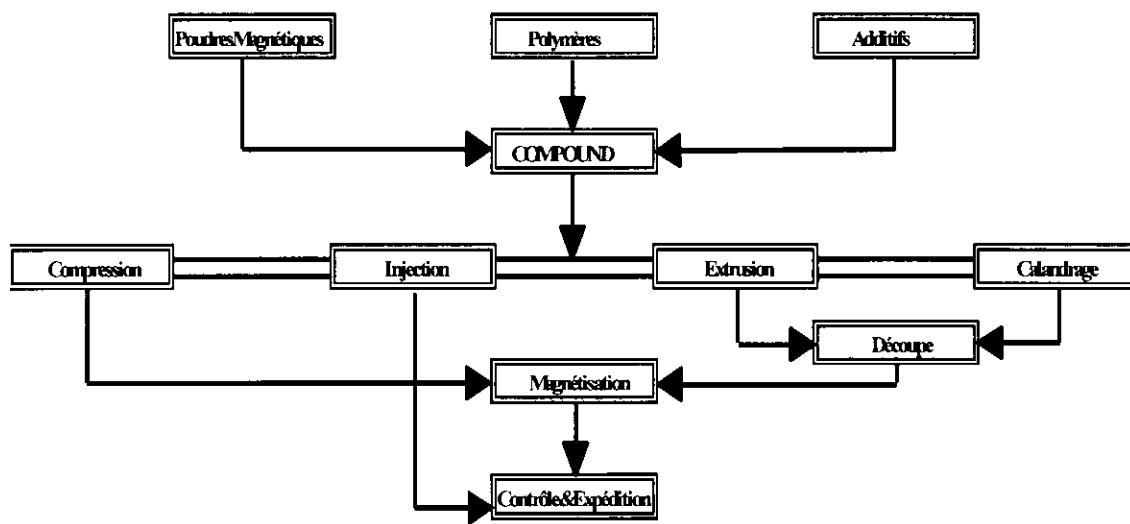 Poudres Magnétiques
Polymères
Additifs
COMPOUND
Compression
Injection
Extrusion
Calandrage
Découpe
Magnétisation
Contrôle&Expédition